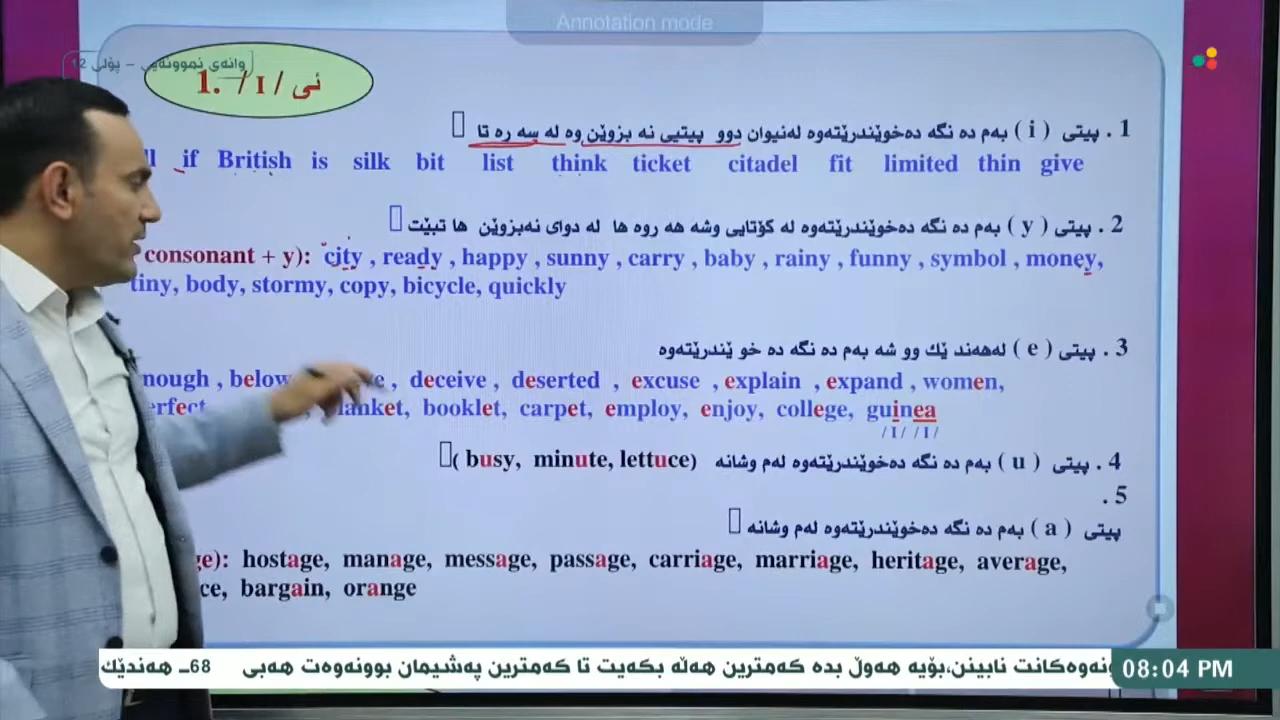 Annotation mode
وانەی نموونەیی – پۆلی 12
1. / I / ئی
1 . پیتی ( i ) بەم دە نگە دەخوێندرێتەوە لەنیوان دوو پیتیی نە بزوێن وە لە سە رە تا
if British is silk bit list think ticket citadel fit limited thin give
2 . پیتی ( y ) بەم دە نگە دەخوێندرێتەوە لە کۆتایی وشە هە روە ها لە دوای نەبزوێن ها تبێت
consonant + y): city , ready , happy , sunny , carry , baby , rainy , funny , symbol , money,
tiny, body, stormy, copy, bicycle, quickly
3 . پیتی ( e ) لەهەند ێك وو شە بەم دە نگە دە خو ێندرێتەوە
below , deceive , deserted , excuse , explain , expand , women,
booklet, carpet, employ, enjoy, college, guinea
/ I / / I /
4 . پیتی ( u ) بەم دە نگە دەخوێندرێتەوە لەم وشانە (busy, minute, lettuce )
5 .
پیتی ( a ) بەم دە نگە دەخوێندرێتەوە لەم وشانە
hostage, manage, message, passage, carriage, marriage, heritage, average,
bargain, orange
نەوەکانت نابینن،بۆیە هەوڵ بدە کەمترین هەڵە بکەیت تا کەمترین پەشیمان بوونەوەت هەبی 68ـ هەندێك
08:04 PM